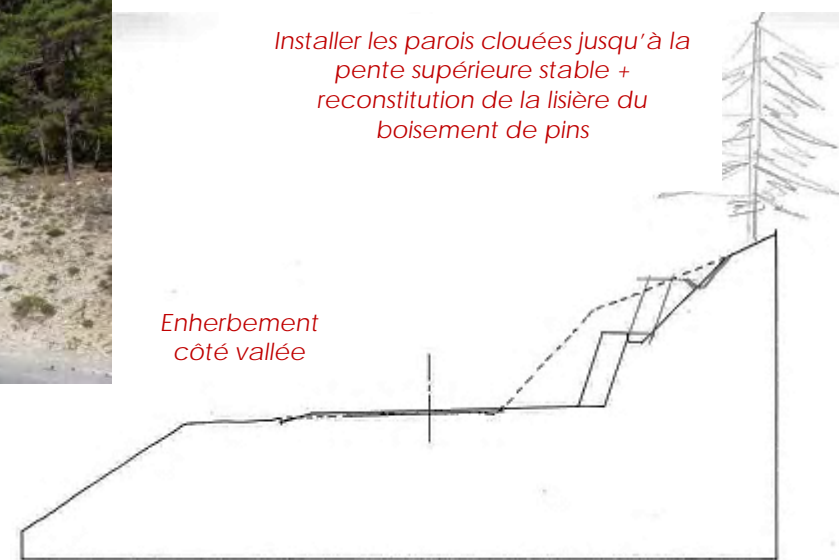 Installer les parois clouées jusqu'à la
pente supérieure stable +
reconstitution de la lisière du
boisement de pins
Enherbement
côté vallée